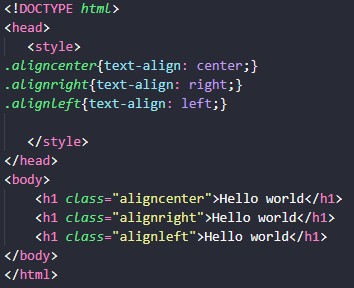 <!DOCTYPE html>
<head>
<style>
.aligncenter{text-align: center;}
.alignright{text-align: right;}
.alignleft{text-align: left;}
</style>
</head>
<body>
<h1 class="aligncenter">Hello world</h1>
<h1 class="alignright">Hello world</h1>
<h1 class="alignleft">Hello world</h1>
</body>
</html>